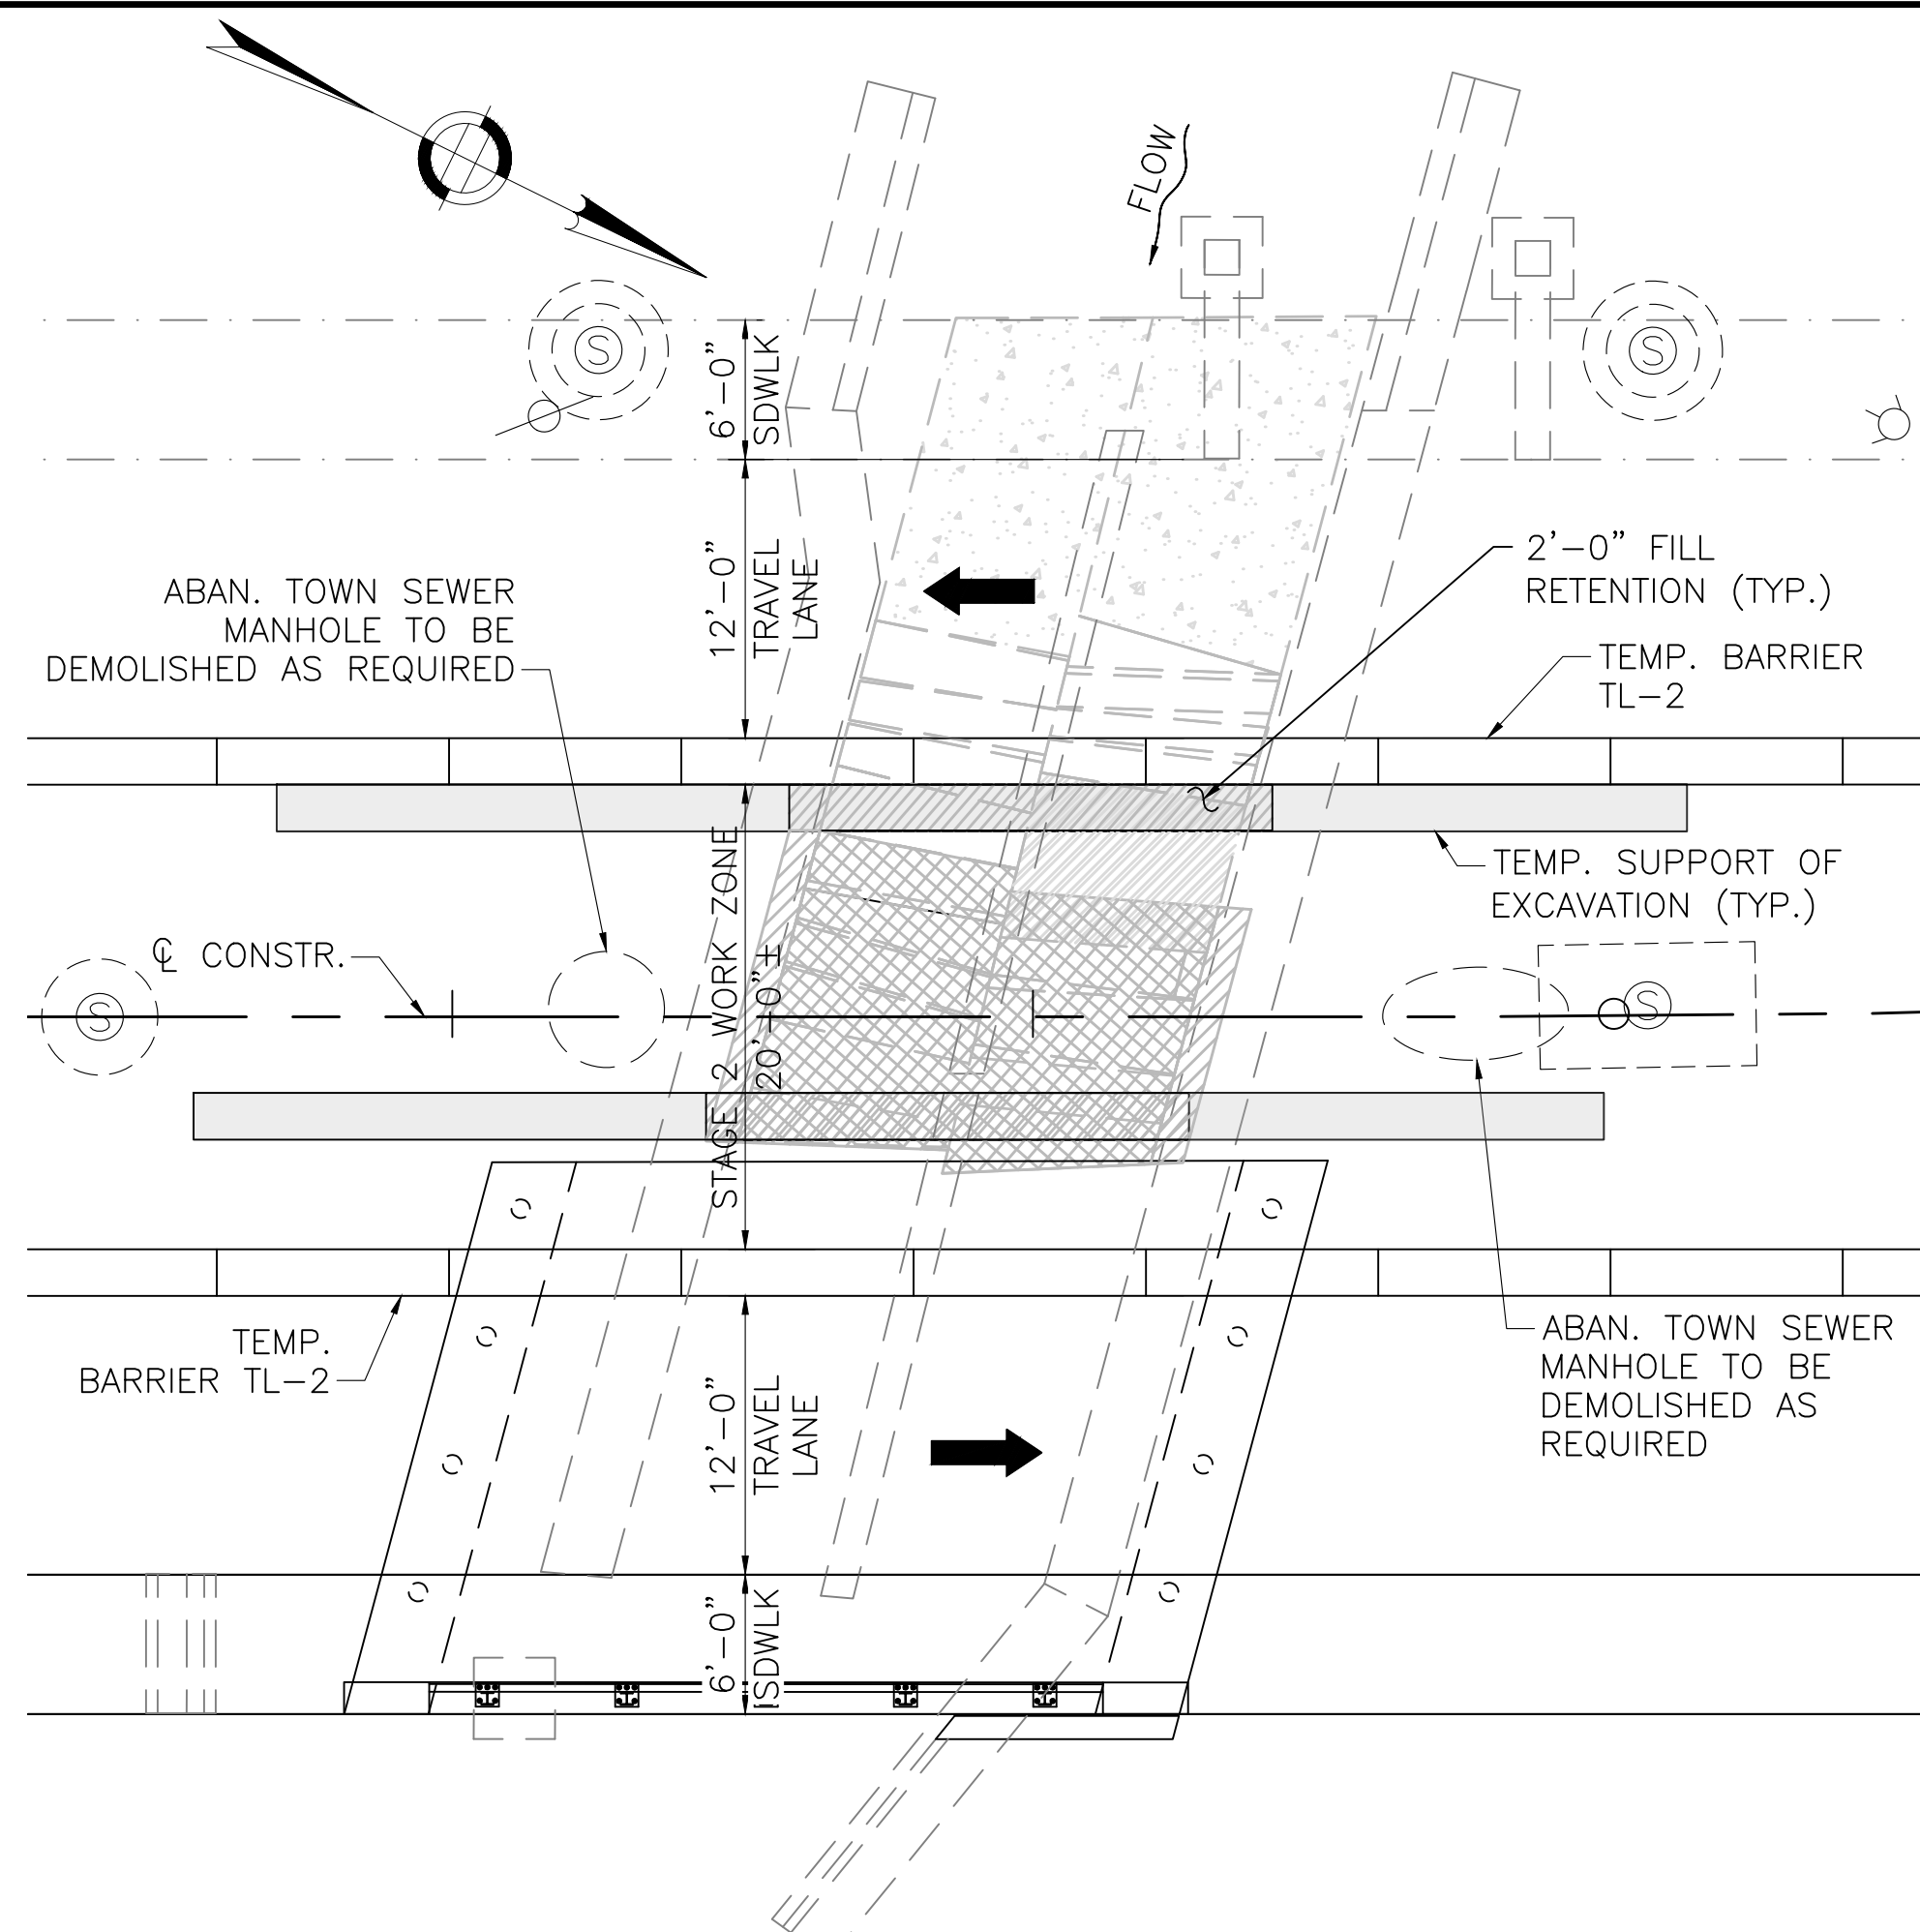 FLOW
6'-0"
SDWLK
12'-0"
TRAVEL
LANE
2'-0" FILL
RETENTION (TYP.)
ABAN. TOWN SEWER
MANHOLE TO BE
DEMOLISHED AS REQUIRED
TEMP. BARRIER
TL-2
TEMP. SUPPORT OF
EXCAVATION (TYP.)
STAGE 2 WORK ZONE
20'-0"±
℄ CONSTR.
S
S
S
S
TEMP.
BARRIER TL-2
ABAN. TOWN SEWER
MANHOLE TO BE
DEMOLISHED AS
REQUIRED
12'-0"
TRAVEL
LANE
6'-0"
SDWLK